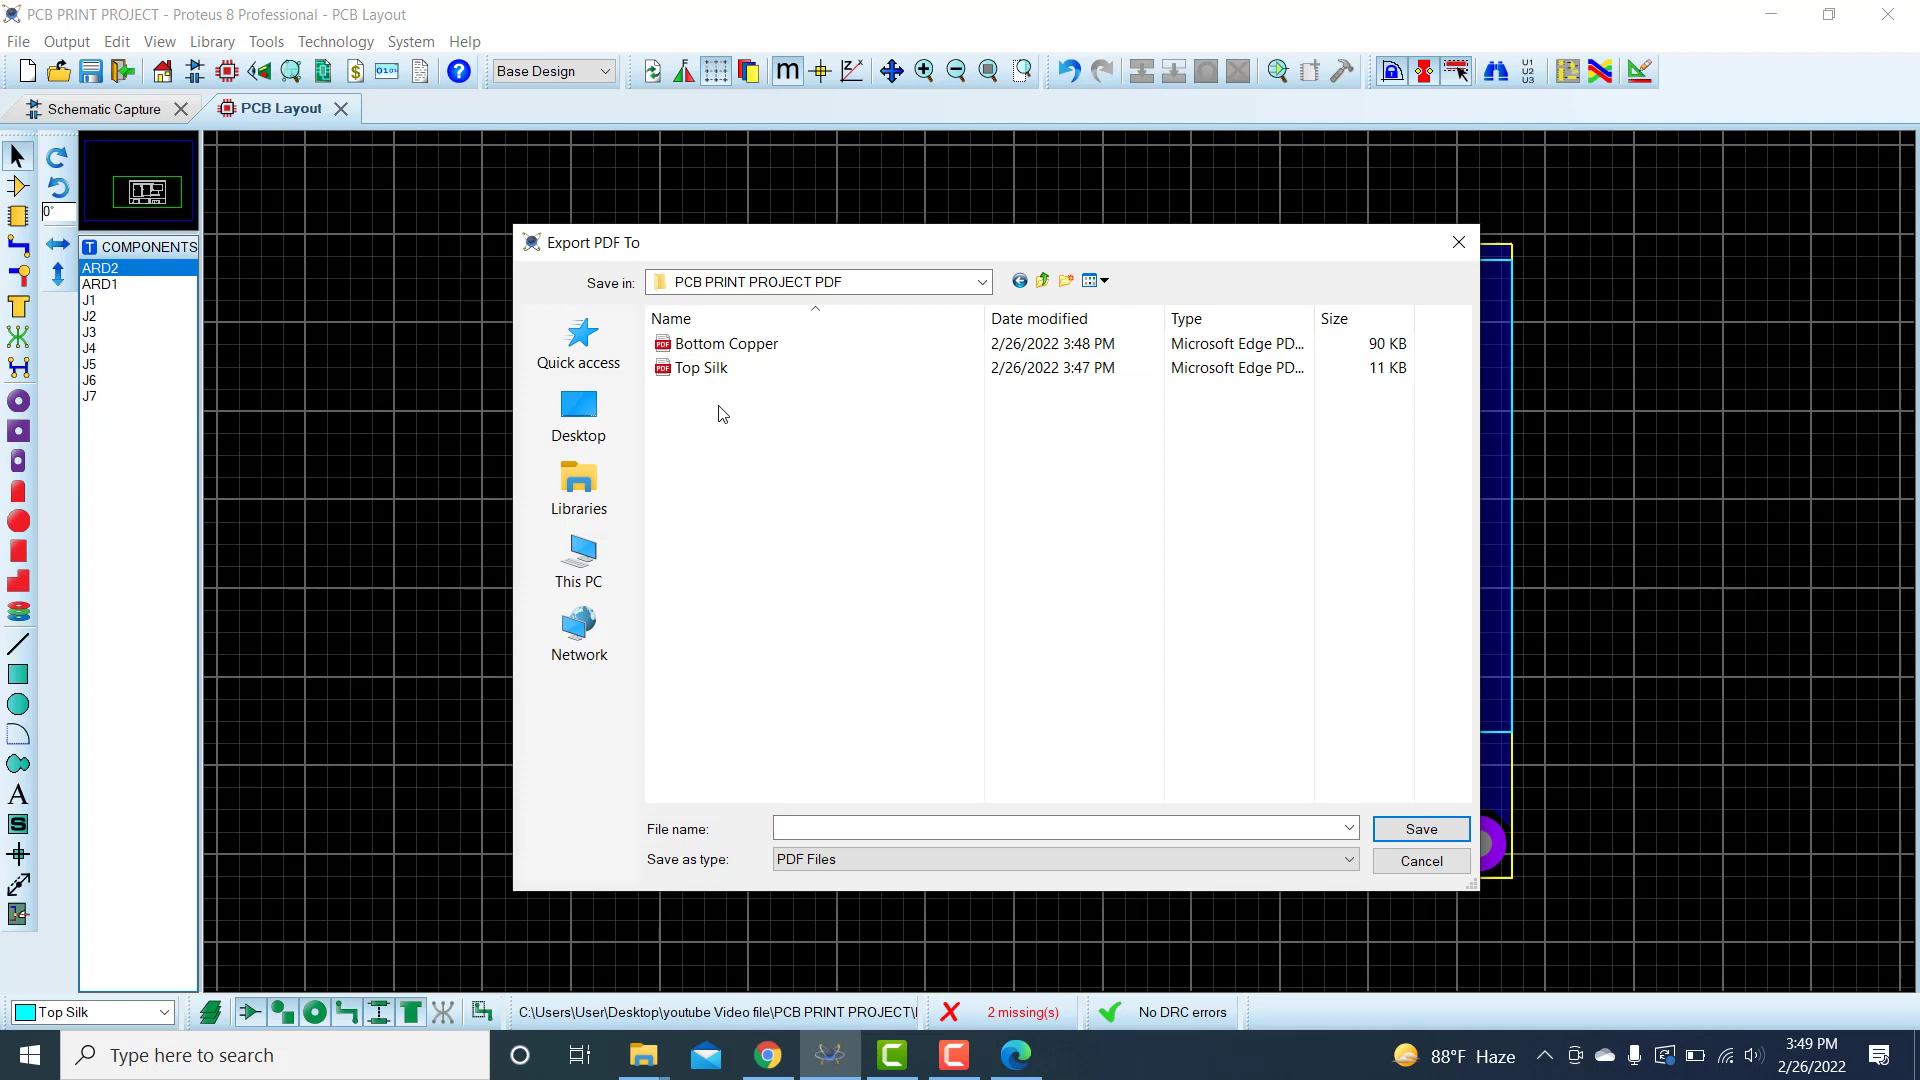 PCB PRINT PROJECT - Proteus 8 Professional - PCB Layout
File Output Edit View Library Tools Technology System Help
Base Design
Schematic Capture
PCB Layout
0°
T COMPONENTS
ARD2
ARD1
J1
J2
J3
J4
J5
J6
J7
Export PDF To
Save in: PCB PRINT PROJECT PDF
Quick access
Desktop
Libraries
This PC
Network
Name Date modified Type Size
Bottom Copper 2/26/2022 3:48 PM Microsoft Edge PD... 90 KB
Top Silk 2/26/2022 3:47 PM Microsoft Edge PD... 11 KB
File name: Save
Save as type: PDF Files Cancel
Top Silk
C:\Users\User\Desktop\youtube Video file\PCB PRINT PROJECT\
2 missing(s)
No DRC errors
Type here to search
88°F Haze
3:49 PM
2/26/2022